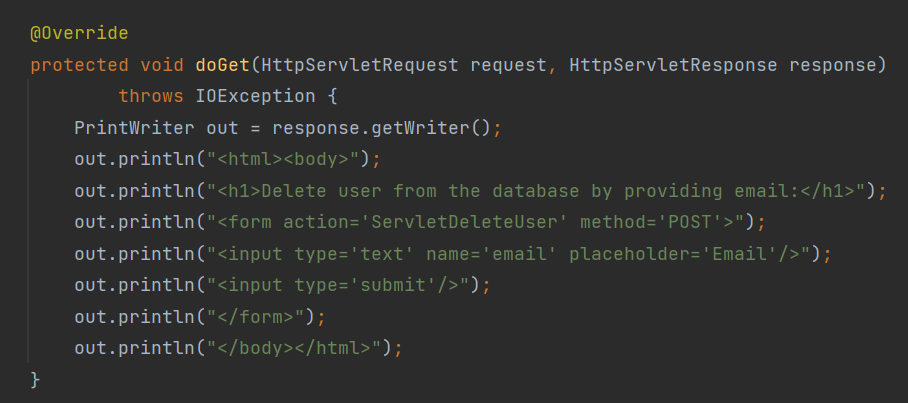 @Override
protected void doGet(HttpServletRequest request, HttpServletResponse response)
        throws IOException {
    PrintWriter out = response.getWriter();
    out.println("<html><body>");
    out.println("<h1>Delete user from the database by providing email:</h1>");
    out.println("<form action='ServletDeleteUser' method='POST'>");
    out.println("<input type='text' name='email' placeholder='Email'/>");
    out.println("<input type='submit'/>");
    out.println("</form>");
    out.println("</body></html>");
}